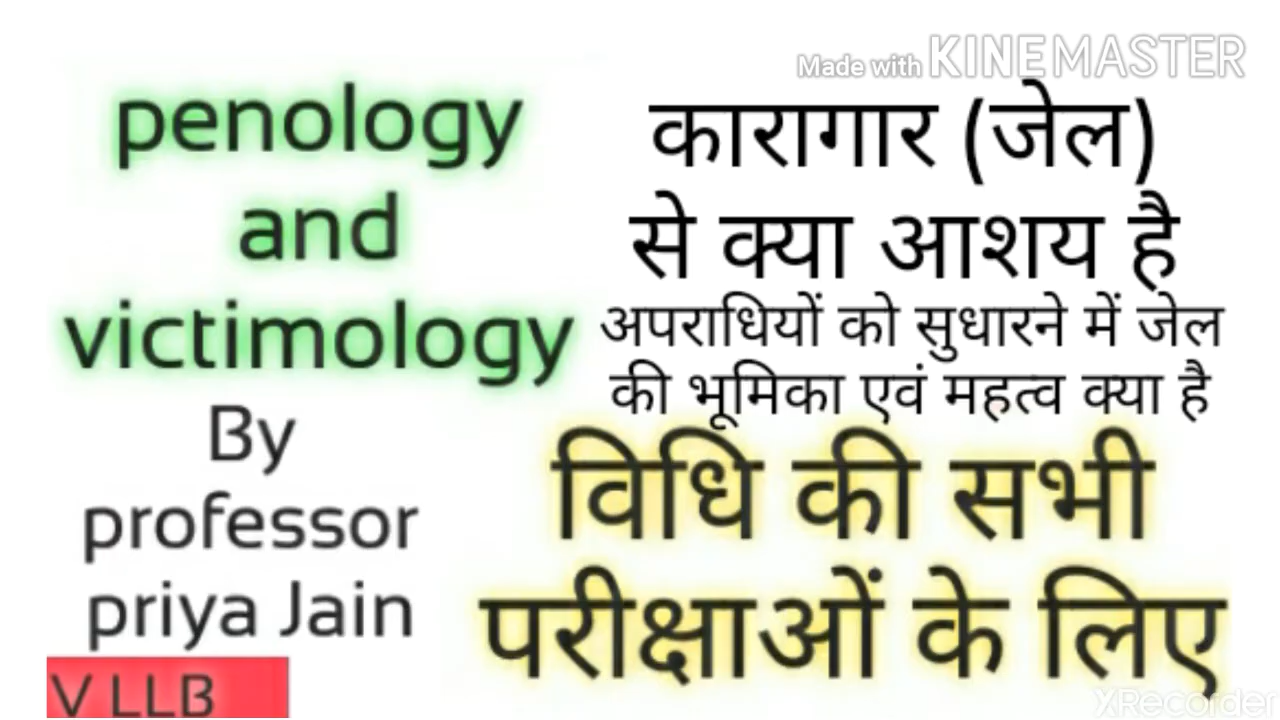 Made with KINEMASTER
penology
and
victimology
By
professor
priya Jain
V LLB
कारागार (जेल)
से क्या आशय है
अपराधियों को सुधारने में जेल
की भूमिका एवं महत्व क्या है
विधि की सभी
परीक्षाओं के लिए
XRecorder